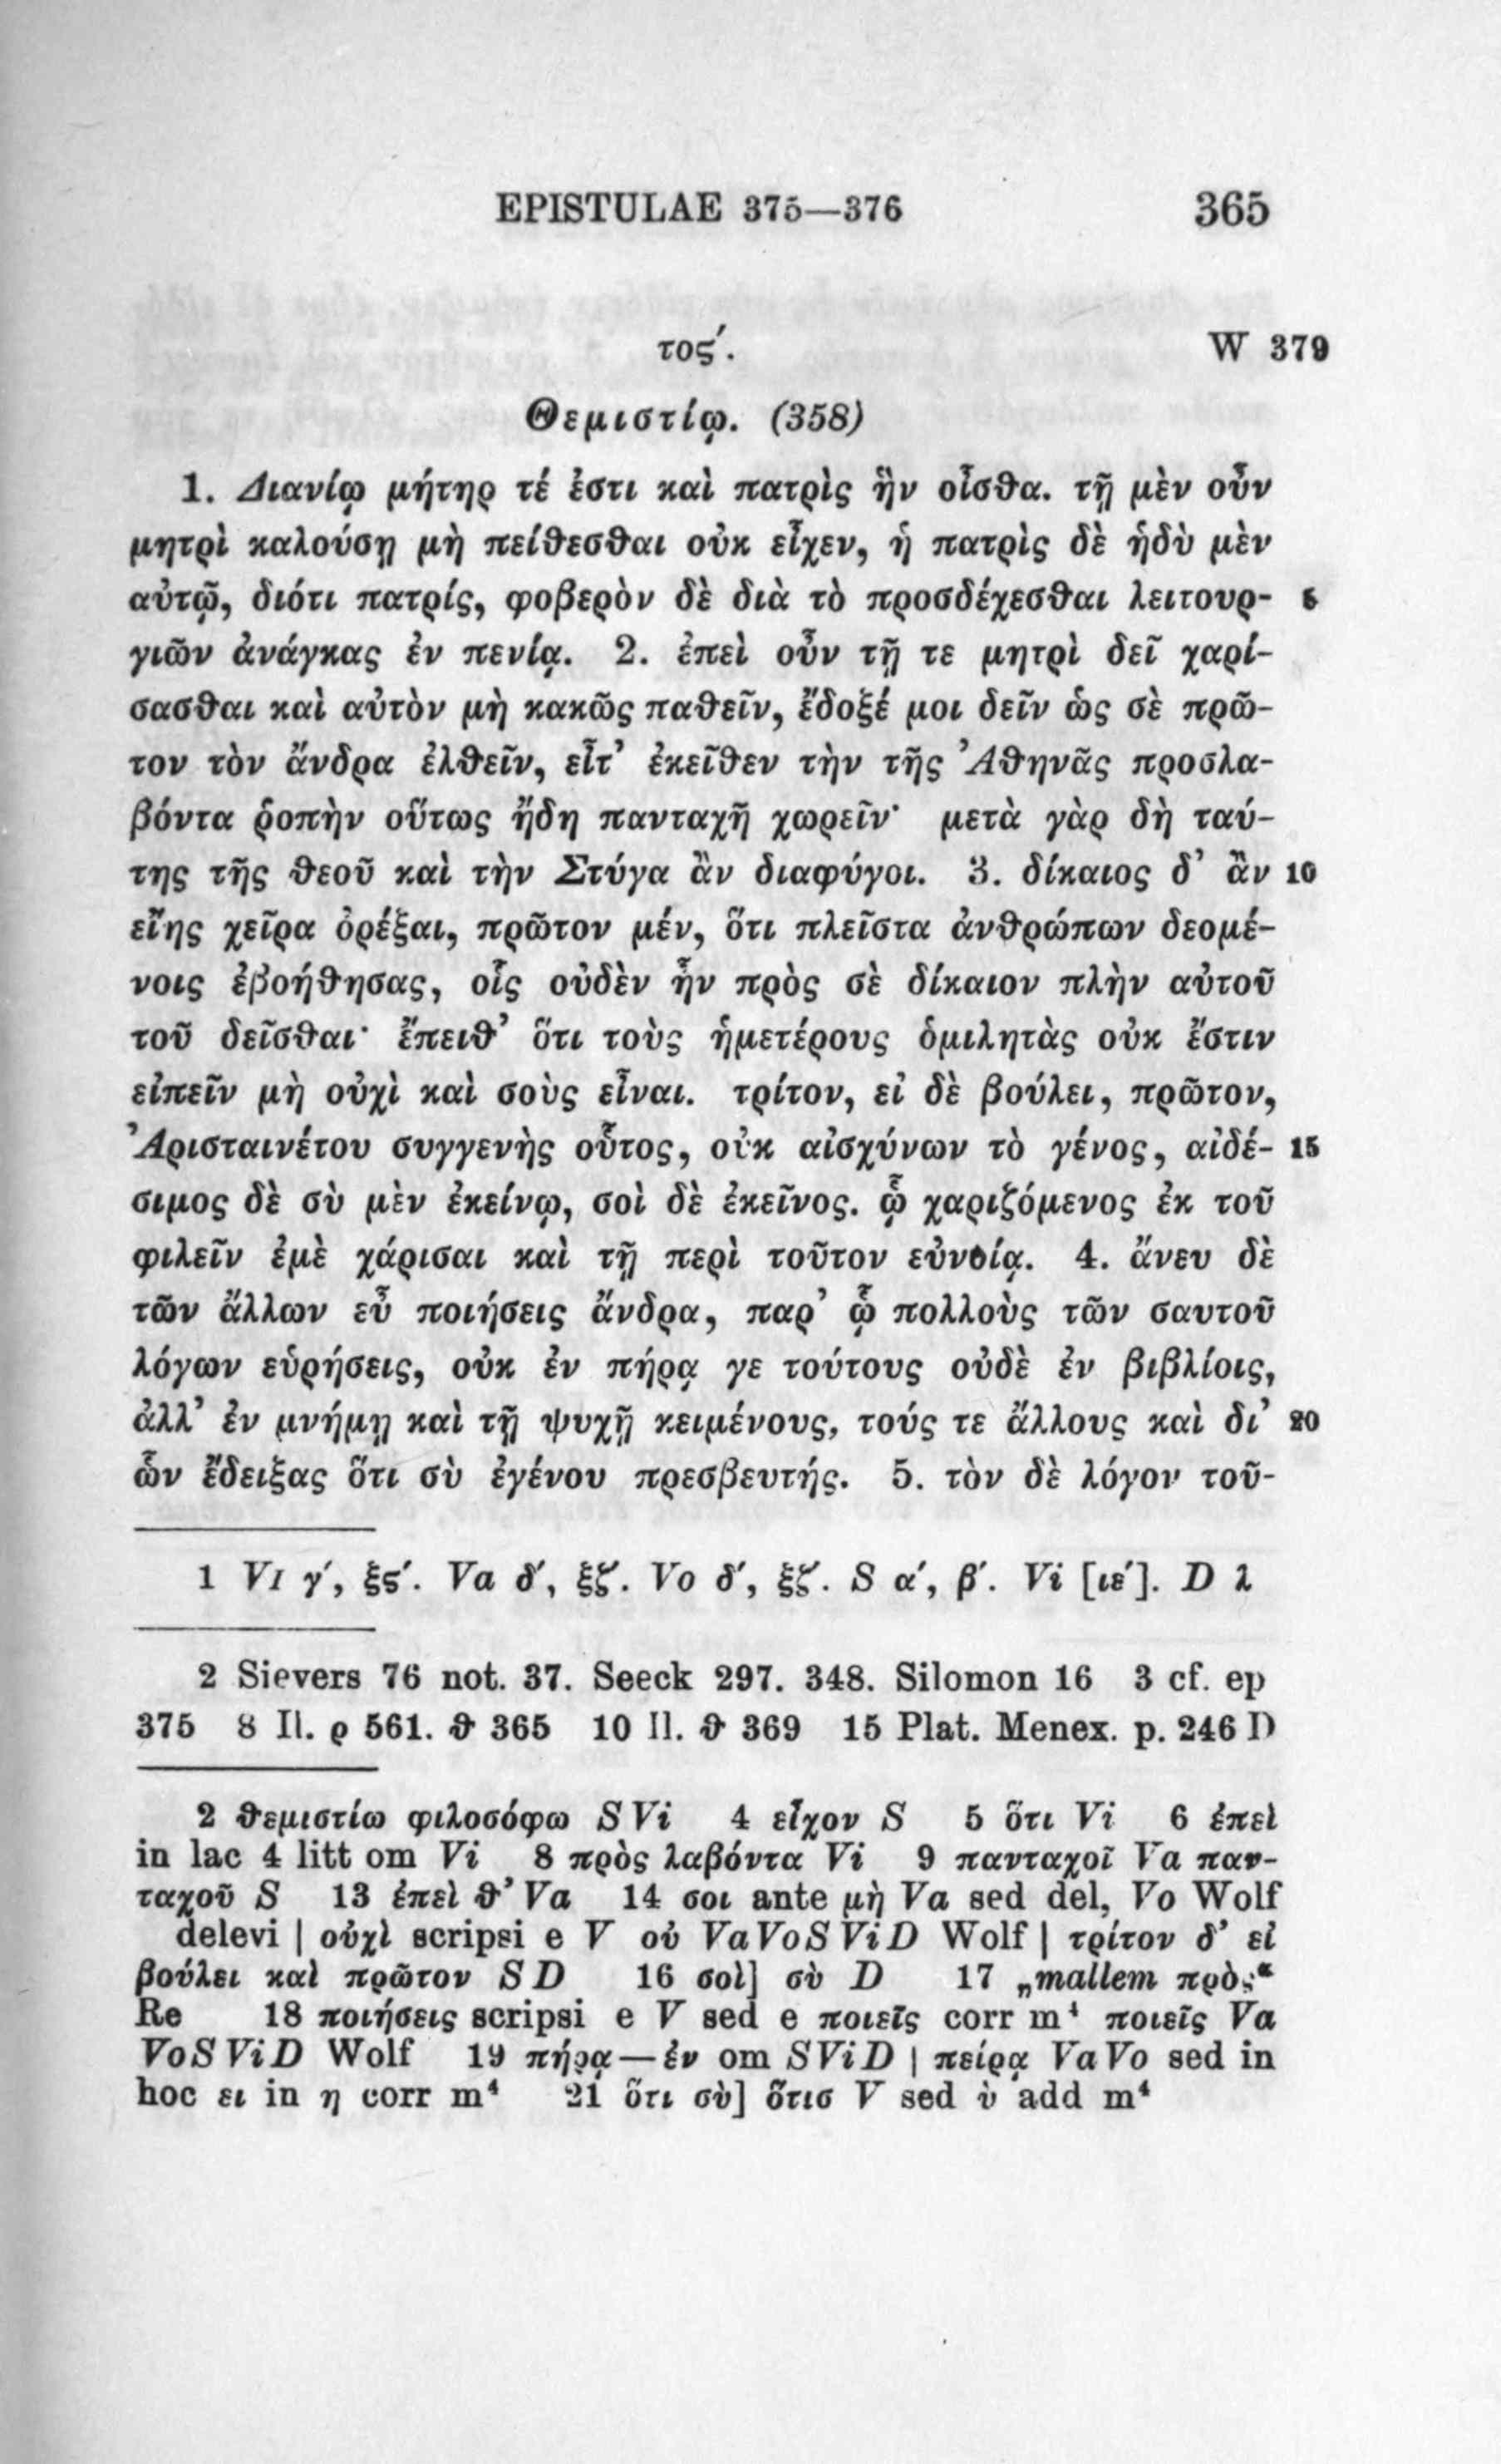 EPISTULAE 375—376 365
τος′. W 379
Θεμιστίῳ. (358)
1. Διανίῳ μήτηρ τέ ἐστι καὶ πατρὶς ἣν οἶσθα. τῇ μὲν οὖν
μητρὶ καλούσῃ μὴ πείθεσθαι οὐκ εἶχεν, ἡ πατρὶς δὲ ἡδὺ μὲν
αὐτῷ, διότι πατρίς, φοβερὸν δὲ διὰ τὸ προσδέχεσθαι λειτουρ- 5
γιῶν ἀνάγκας ἐν πενίᾳ. 2. ἐπεὶ οὖν τῇ τε μητρὶ δεῖ χαρί-
σασθαι καὶ αὐτὸν μὴ κακῶς παθεῖν, ἔδοξέ μοι δεῖν ὡς σὲ πρῶ-
τον τὸν ἄνδρα ἐλθεῖν, εἶτ’ ἐκεῖθεν τὴν τῆς Ἀθηνᾶς προσλα-
βόντα ῥοπὴν οὕτως ἤδη πανταχῆ χωρεῖν· μετὰ γὰρ δὴ ταύ-
της τῆς θεοῦ καὶ τὴν Στύγα ἂν διαφύγοι. 3. δίκαιος δ’ ἂν 10
εἴης χεῖρα ὀρέξαι, πρῶτον μέν, ὅτι πλεῖστα ἀνθρώπων δεομέ-
νοις ἐβοήθησας, οἷς οὐδὲν ἦν πρὸς σὲ δίκαιον πλὴν αὐτοῦ
τοῦ δεῖσθαι· ἔπειθ’ ὅτι τοὺς ἡμετέρους ὁμιλητὰς οὐκ ἔστιν
εἰπεῖν μὴ οὐχὶ καὶ σοὺς εἶναι. τρίτον, εἰ δὲ βούλει, πρῶτον,
Ἀρισταινέτου συγγενὴς οὗτος, οὐκ αἰσχύνων τὸ γένος, αἰδέ- 15
σιμος δὲ σὺ μὲν ἐκείνῳ, σοὶ δὲ ἐκεῖνος. ᾧ χαριζόμενος ἐκ τοῦ
φιλεῖν ἐμὲ χάρισαι καὶ τῇ περὶ τοῦτον εὐνοίᾳ. 4. ἄνευ δὲ
τῶν ἄλλων εὖ ποιήσεις ἄνδρα, παρ’ ᾧ πολλοὺς τῶν σαυτοῦ
λόγων εὑρήσεις, οὐκ ἐν πήρᾳ γε τούτους οὐδὲ ἐν βιβλίοις,
ἀλλ’ ἐν μνήμῃ καὶ τῇ ψυχῇ κειμένους, τούς τε ἄλλους καὶ δι’ 20
ὧν ἔδειξας ὅτι σὺ ἐγένου πρεσβευτής. 5. τὸν δὲ λόγον τοῦ-
1 VI γ′, ξς′. Va δ′, ξζ′. Vo δ′, ξζ′. S α′, β′. Vi [ιε′]. D λ
2 Sievers 76 not. 37. Seeck 297. 348. Silomon 16 3 cf. ep
375 8 Il. ρ 561. θ 365 10 Il. θ 369 15 Plat. Menex. p. 246 D
2 θεμιστίω φιλοσόφω S Vi 4 εἶχον S 5 ὅτι Vi 6 ἐπεὶ
in lac 4 litt om Vi 8 πρὸς λαβόντα Vi 9 πανταχοῖ Va παν-
ταχοῦ S 13 ἐπεὶ θ’ Va 14 σοι ante μὴ Va sed del, Vo Wolf
delevi | οὐχὶ scripsi e V οὐ Va Vo S Vi D Wolf | τρίτον δ’ εἰ
βούλει καὶ πρῶτον S D 16 σοὶ] σὺ D 17 „mallem πρὸς“
Re 18 ποιήσεις scripsi e V sed e ποιεῖς corr m⁴ ποιεῖς Va
Vo S Vi D Wolf 19 πήρᾳ—ἐν om S Vi D | πείρᾳ Va Vo sed in
hoc ει in η corr m⁴ 21 ὅτι σὺ] ὅτισ V sed ὺ add m⁴